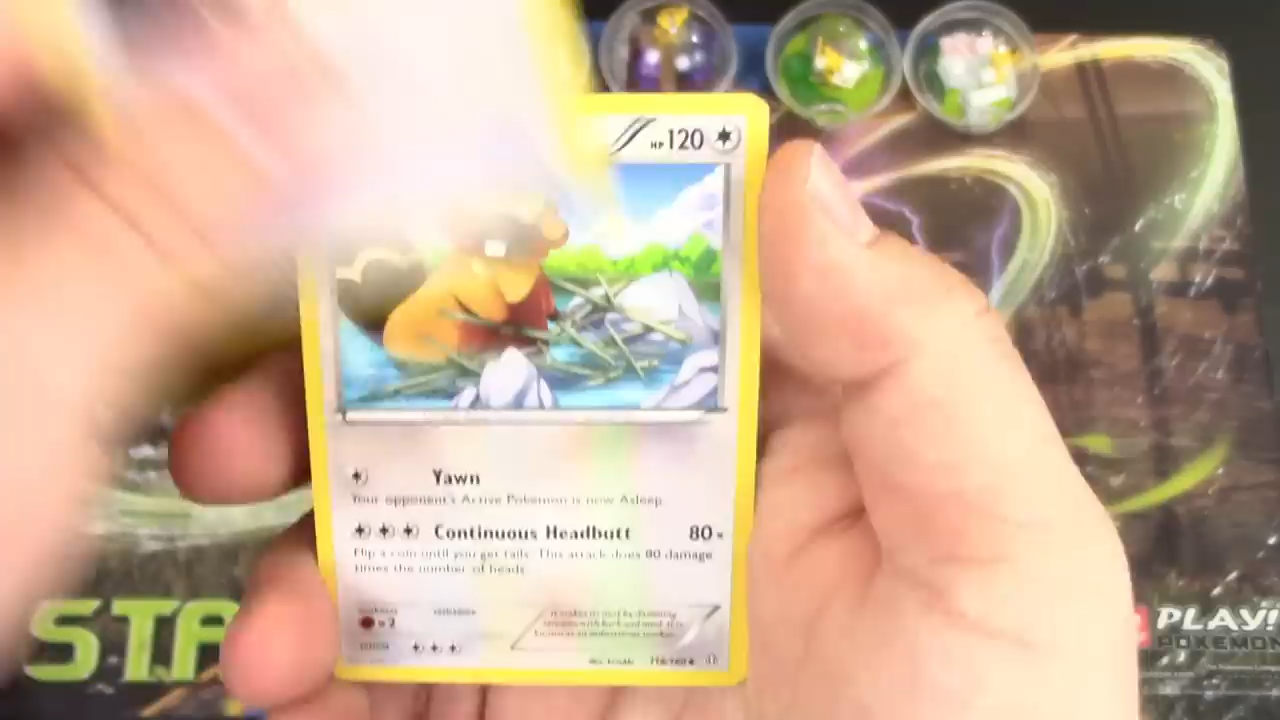 HP 120
Yawn
Your opponent's Active Pokémon is now Asleep.
Continuous Headbutt 80×
Flip a coin until you get tails. This attack does 80 damage
times the number of heads.
×2
STA
PLAY!
POKÉMON